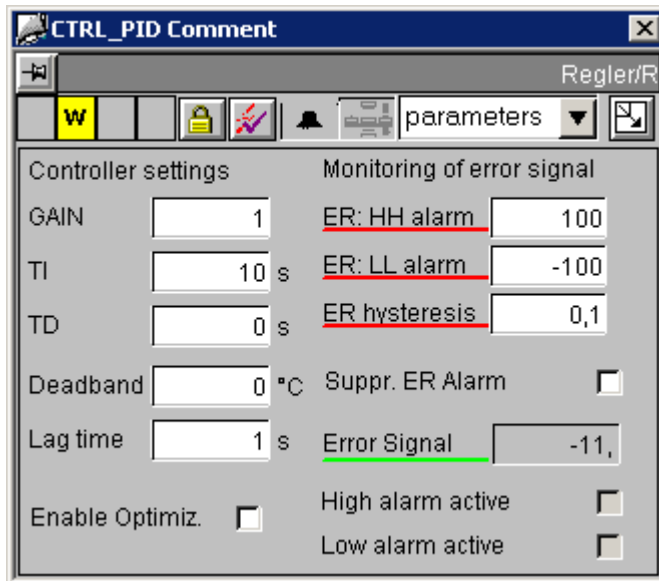 CTRL_PID Comment
Regler/R
W
parameters
Controller settings
GAIN 1
TI 10 s
TD 0 s
Deadband 0 °C
Lag time 1 s
Enable Optimiz.
Monitoring of error signal
ER: HH alarm 100
ER: LL alarm -100
ER hysteresis 0,1
Suppr. ER Alarm
Error Signal -11,
High alarm active
Low alarm active